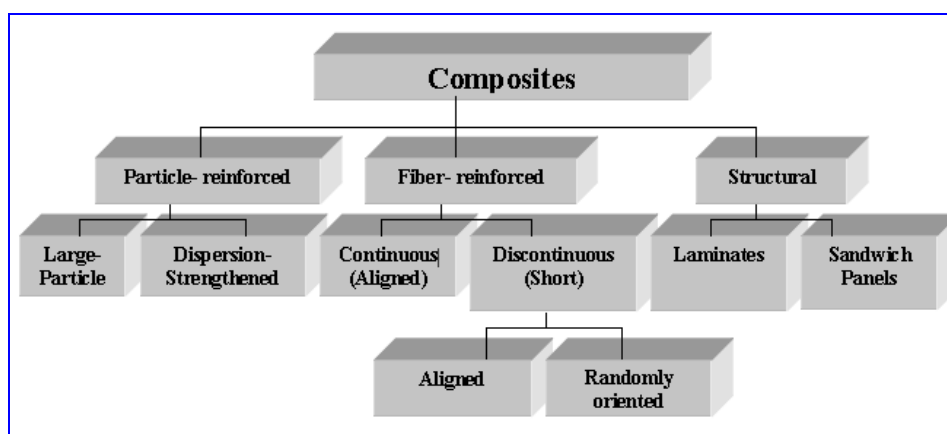 Composites
Particle- reinforced
Fiber- reinforced
Structural
Large-
Particle
Dispersion-
Strengthened
Continuous
(Aligned)
Discontinuous
(Short)
Laminates
Sandwich
Panels
Aligned
Randomly
oriented